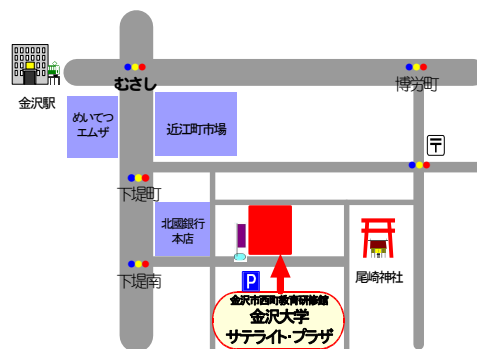 むさし
博労町
金沢駅
めいてつ
エムザ
近江町市場
〒
下堤町
北國銀行
本店
尾崎神社
下堤南
P
金沢市西町教育研修館
金沢大学
サテライト・プラザ